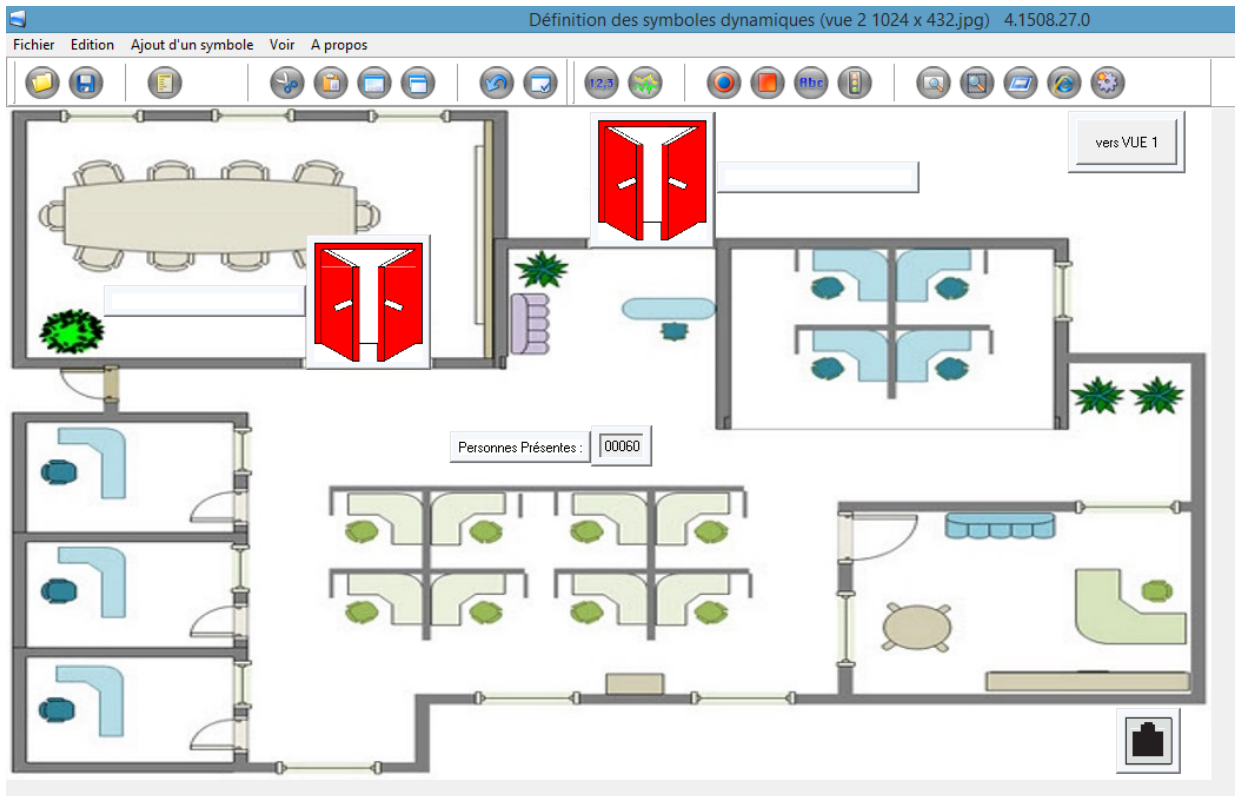 Définition des symboles dynamiques (vue 2 1024 x 432.jpg) 4.1508.27.0
Fichier Edition Ajout d'un symbole Voir A propos
12,3 Abc
vers VUE 1
Personnes Présentes : 00060